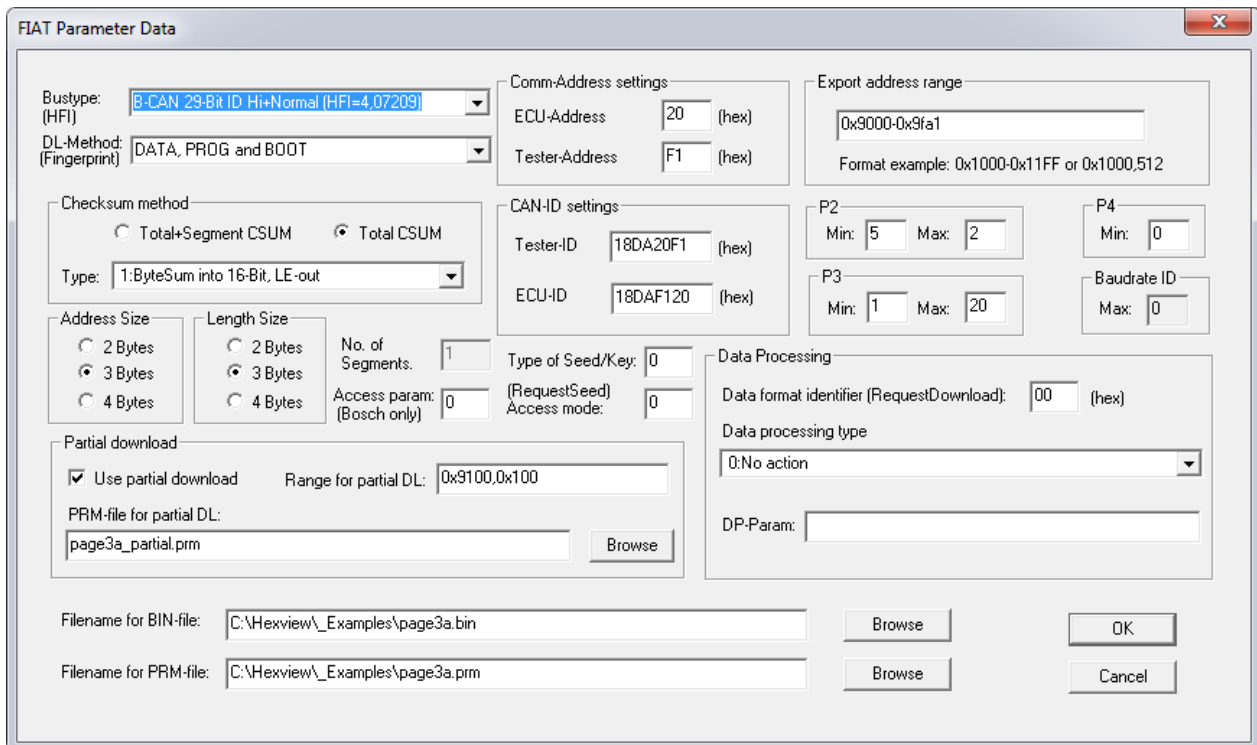 FIAT Parameter Data
x
Bustype:
(HFI)
B-CAN 29-Bit ID Hi+Normal (HFI=4,07209)
DL-Method:
(Fingerprint)
DATA, PROG and BOOT
Comm-Address settings
ECU-Address 20 (hex)
Tester-Address F1 (hex)
Export address range
0x9000-0x9fa1
Format example: 0x1000-0x11FF or 0x1000,512
Checksum method
Total+Segment CSUM Total CSUM
Type: 1:ByteSum into 16-Bit, LE-out
CAN-ID settings
Tester-ID 18DA20F1 (hex)
ECU-ID 18DAF120 (hex)
P2
Min: 5 Max: 2
P4
Min: 0
P3
Min: 1 Max: 20
Baudrate ID
Max: 0
Address Size
2 Bytes
3 Bytes
4 Bytes
Length Size
2 Bytes
3 Bytes
4 Bytes
No. of
Segments.
1
Access param:
(Bosch only)
0
Type of Seed/Key: 0
(RequestSeed)
Access mode:
0
Data Processing
Data format identifier (RequestDownload): 00 (hex)
Data processing type
0:No action
DP-Param:
Partial download
Use partial download Range for partial DL: 0x9100,0x100
PRM-file for partial DL:
page3a_partial.prm Browse
Filename for BIN-file: C:\Hexview\_Examples\page3a.bin Browse OK
Filename for PRM-file: C:\Hexview\_Examples\page3a.prm Browse Cancel